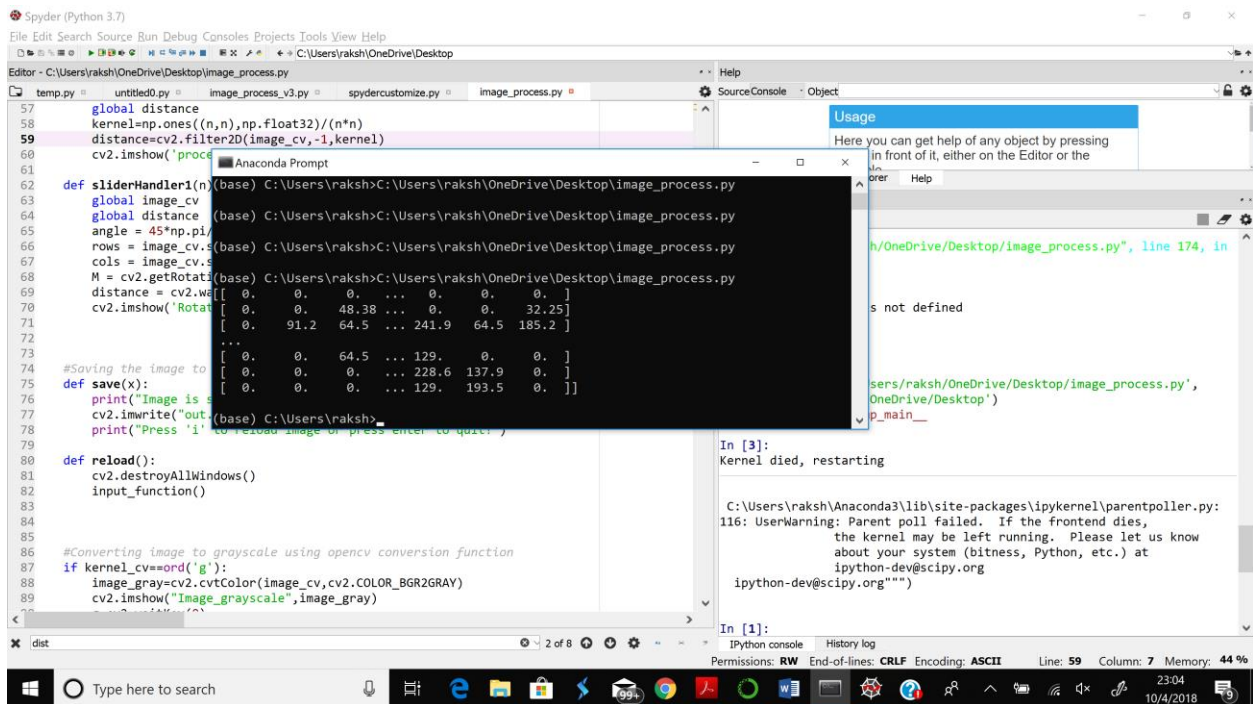 Spyder (Python 3.7)
File Edit Search Source Run Debug Consoles Projects Tools View Help
C:\Users\raksh\OneDrive\Desktop
Editor - C:\Users\raksh\OneDrive\Desktop\image_process.py
temp.py untitled0.py image_process_v3.py spydercustomize.py image_process.py
57 global distance
58 kernel=np.ones((n,n),np.float32)/(n*n)
59 distance=cv2.filter2D(image_cv,-1,kernel)
60 cv2.imshow('proce
61
62 def sliderHandler1(n)
63 global image_cv
64 global distance
65 angle = 45*np.pi/
66 rows = image_cv.s
67 cols = image_cv.s
68 M = cv2.getRotati
69 distance = cv2.wa
70 cv2.imshow('Rotat
71
72
73
74 #Saving the image to
75 def save(x):
76 print("Image is s
77 cv2.imwrite("out.
78 print("Press 'i' to reload image or press enter to quit!")
79
80 def reload():
81 cv2.destroyAllWindows()
82 input_function()
83
84
85
86 #Converting image to grayscale using opencv conversion function
87 if kernel_cv==ord('g'):
88 image_gray=cv2.cvtColor(image_cv,cv2.COLOR_BGR2GRAY)
89 cv2.imshow("Image_grayscale",image_gray)
dist 2 of 8
Anaconda Prompt
(base) C:\Users\raksh>C:\Users\raksh\OneDrive\Desktop\image_process.py
(base) C:\Users\raksh>C:\Users\raksh\OneDrive\Desktop\image_process.py
(base) C:\Users\raksh>C:\Users\raksh\OneDrive\Desktop\image_process.py
(base) C:\Users\raksh>C:\Users\raksh\OneDrive\Desktop\image_process.py
[[ 0. 0. 0. ... 0. 0. 0. ]
[ 0. 0. 48.38 ... 0. 0. 32.25]
[ 0. 91.2 64.5 ... 241.9 64.5 185.2 ]
...
[ 0. 0. 64.5 ... 129. 0. 0. ]
[ 0. 0. 0. ... 228.6 137.9 0. ]
[ 0. 0. 0. ... 129. 193.5 0. ]]
(base) C:\Users\raksh>
Help
Source Console Object
Usage
Here you can get help of any object by pressing
in front of it, either on the Editor or the
orer Help
h/OneDrive/Desktop/image_process.py", line 174, in
s not defined
sers/raksh/OneDrive/Desktop/image_process.py',
OneDrive/Desktop')
p_main__
In [3]:
Kernel died, restarting
C:\Users\raksh\Anaconda3\lib\site-packages\ipykernel\parentpoller.py:
116: UserWarning: Parent poll failed. If the frontend dies,
the kernel may be left running. Please let us know
about your system (bitness, Python, etc.) at
ipython-dev@scipy.org
ipython-dev@scipy.org""")
In [1]:
IPython console History log
Permissions: RW End-of-lines: CRLF Encoding: ASCII Line: 59 Column: 7 Memory: 44 %
Type here to search
99+
23:04
10/4/2018
9